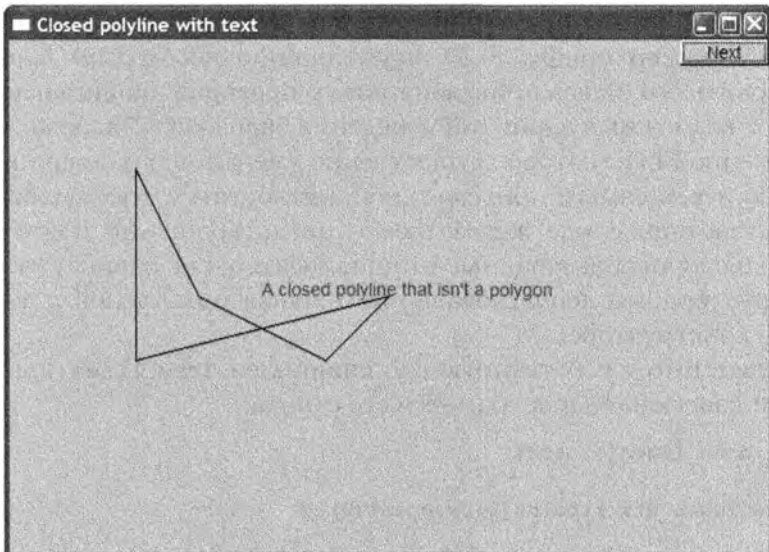 Closed polyline with text
Next
A closed polyline that isn't a polygon